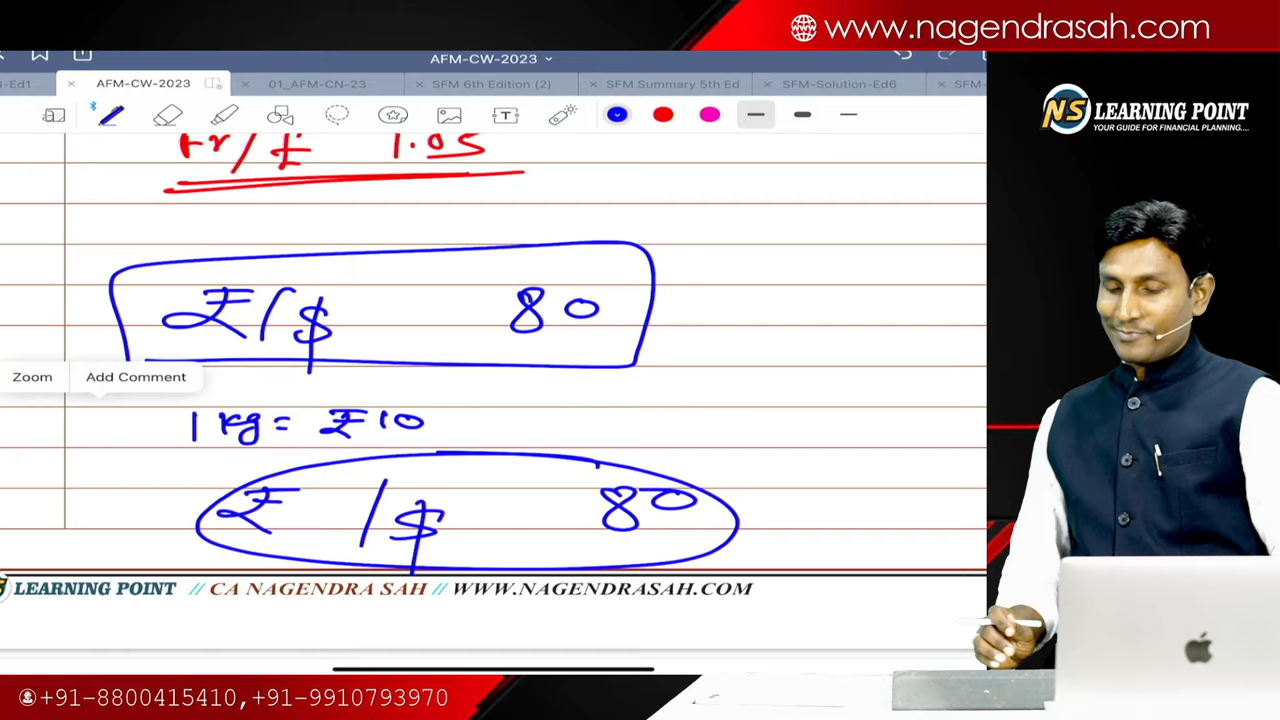 www.nagendrasah.com
AFM-CW-2023
-Ed1
AFM-CW-2023
01_AFM-CN-23
SFM 6th Edition (2)
SFM Summary 5th Ed
SFM-Solution-Ed6
SFM-
T
NS LEARNING POINT
YOUR GUIDE FOR FINANCIAL PLANNING....
Fr/£ 1.05
₹/$ 80
Zoom
Add Comment
1 kg = ₹10
₹/$ 80
LEARNING POINT // CA NAGENDRA SAH // WWW.NAGENDRASAH.COM
+91-8800415410,+91-9910793970